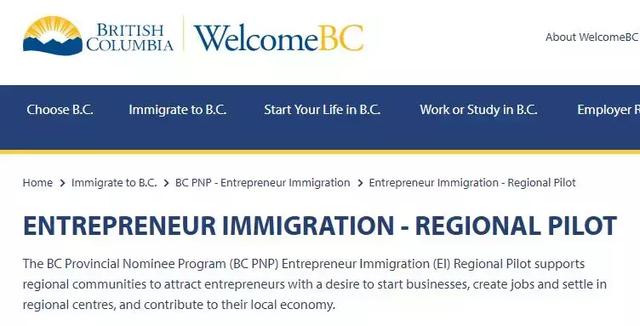 BRITISH
COLUMBIA
WelcomeBC
About WelcomeBC
Choose B.C. Immigrate to B.C. Start Your Life in B.C. Work or Study in B.C. Employer R
Home > Immigrate to B.C. > BC PNP - Entrepreneur Immigration > Entrepreneur Immigration - Regional Pilot
ENTREPRENEUR IMMIGRATION - REGIONAL PILOT
The BC Provincial Nominee Program (BC PNP) Entrepreneur Immigration (EI) Regional Pilot supports
regional communities to attract entrepreneurs with a desire to start businesses, create jobs and settle in
regional centres, and contribute to their local economy.